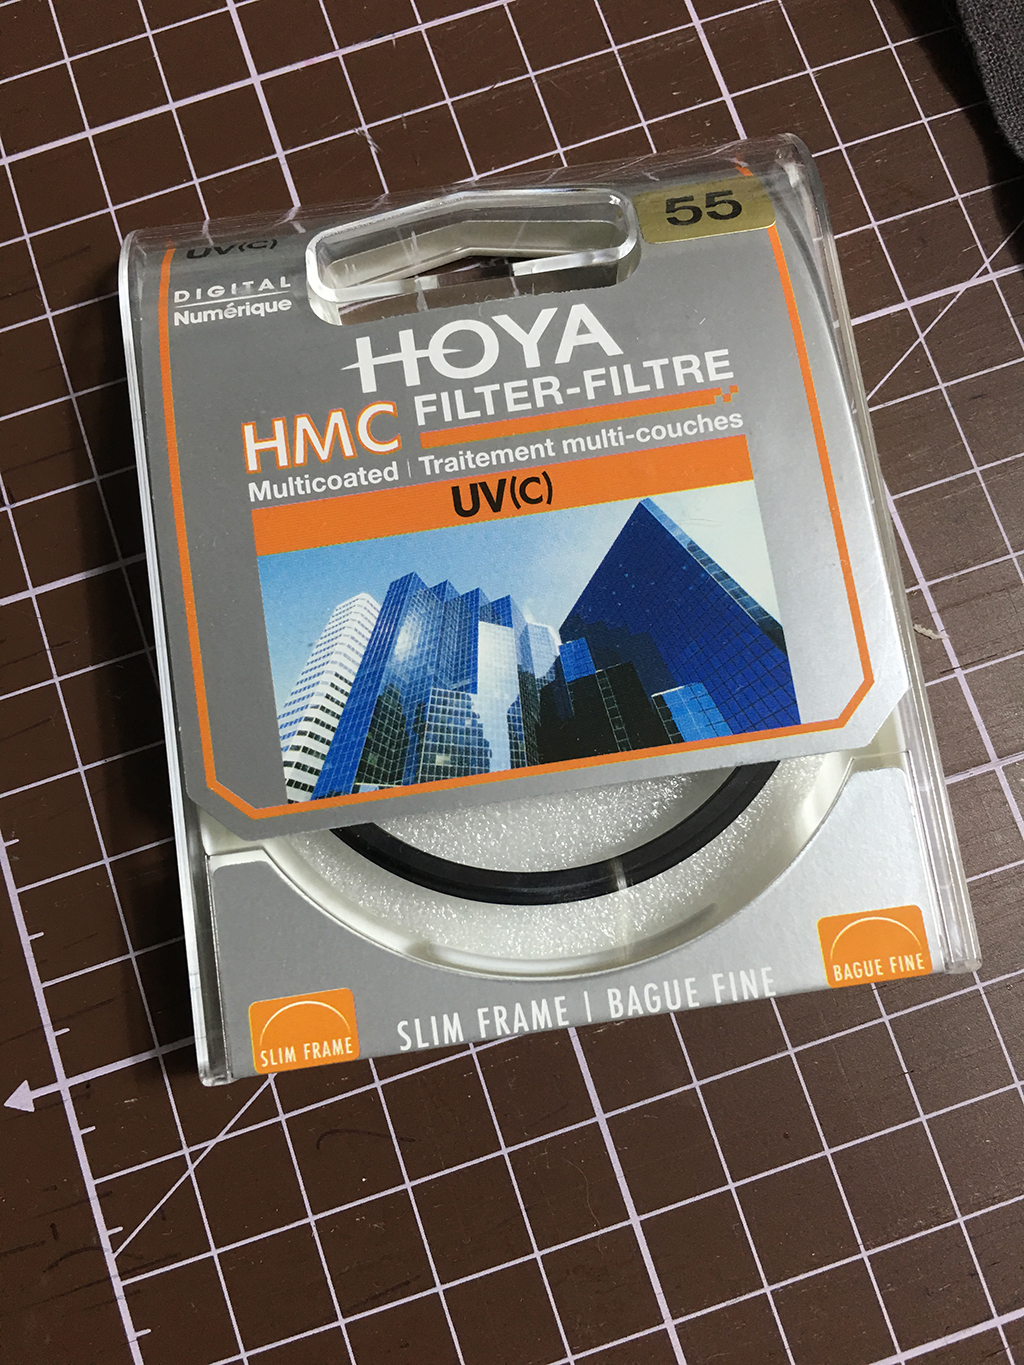 55
UV(C)
DIGITAL
Numérique
HOYA
FILTER-FILTRE
HMC
Multicoated | Traitement multi-couches
UV(C)
SLIM FRAME | BAGUE FINE
SLIM FRAME
BAGUE FINE